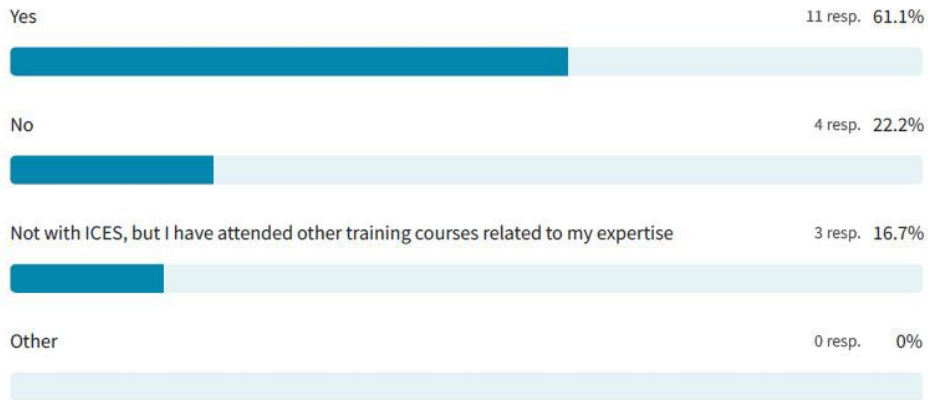 Yes 11 resp. 61.1%
No 4 resp. 22.2%
Not with ICES, but I have attended other training courses related to my expertise 3 resp. 16.7%
Other 0 resp. 0%